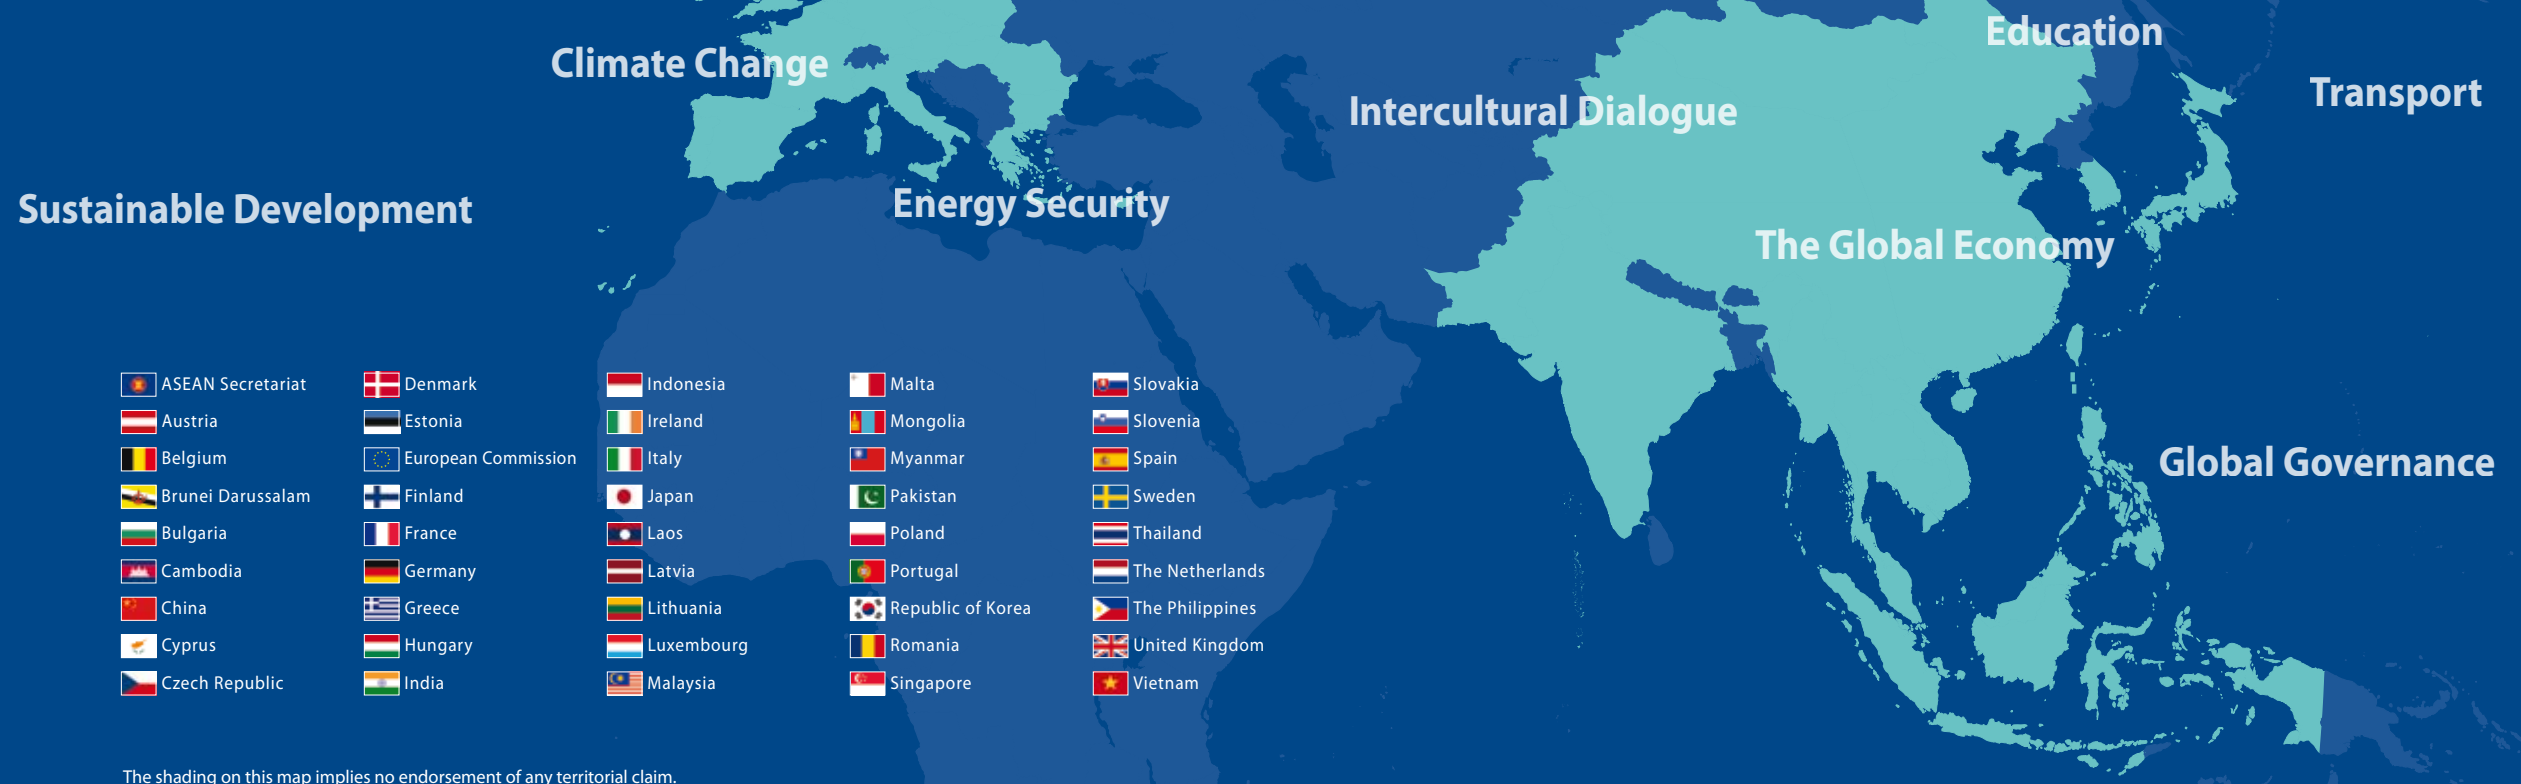 Education
Climate Change
Transport
Intercultural Dialogue
Sustainable Development
Energy Security
The Global Economy
Global Governance
ASEAN Secretariat
Austria
Belgium
Brunei Darussalam
Bulgaria
Cambodia
China
Cyprus
Czech Republic
Denmark
Estonia
European Commission
Finland
France
Germany
Greece
Hungary
India
Indonesia
Ireland
Italy
Japan
Laos
Latvia
Lithuania
Luxembourg
Malaysia
Malta
Mongolia
Myanmar
Pakistan
Poland
Portugal
Republic of Korea
Romania
Singapore
Slovakia
Slovenia
Spain
Sweden
Thailand
The Netherlands
The Philippines
United Kingdom
Vietnam
The shading on this map implies no endorsement of any territorial claim.